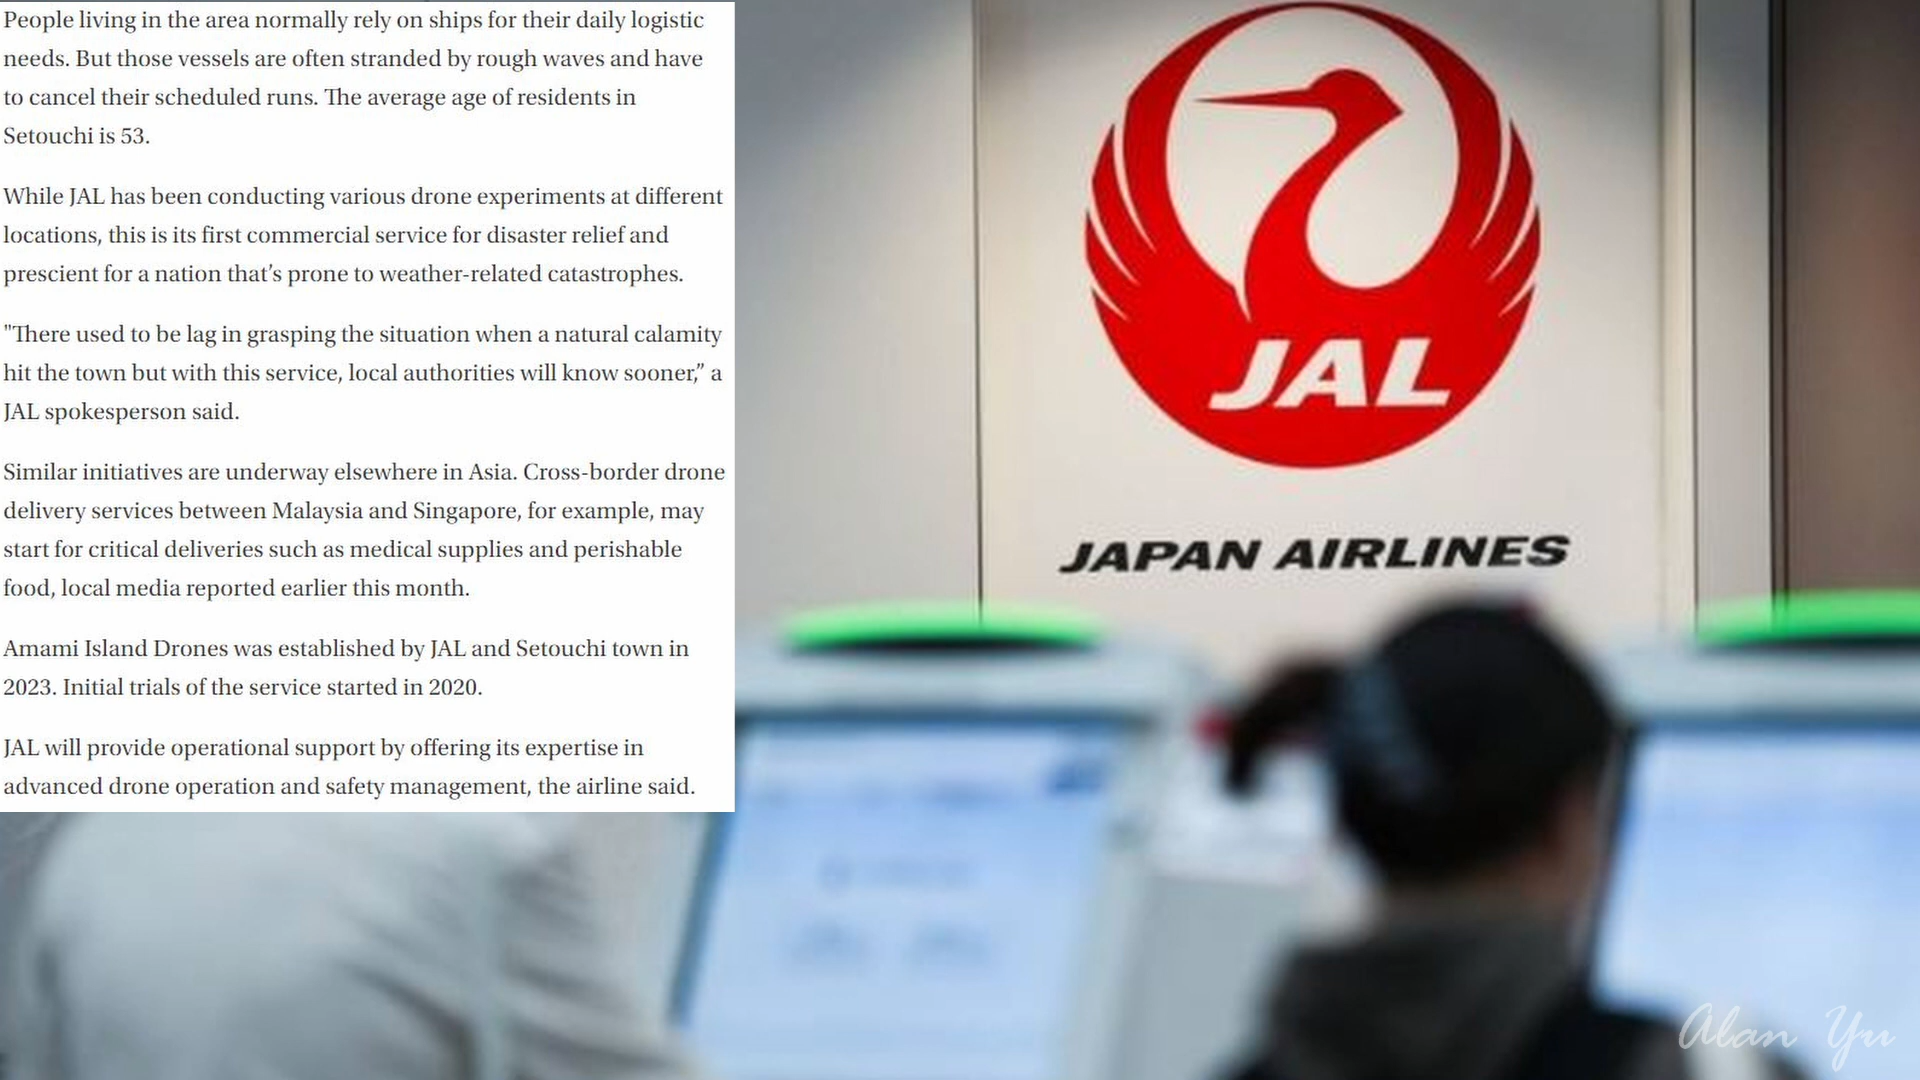 People living in the area normally rely on ships for their daily logistic
needs. But those vessels are often stranded by rough waves and have
to cancel their scheduled runs. The average age of residents in
Setouchi is 53.
While JAL has been conducting various drone experiments at different
locations, this is its first commercial service for disaster relief and
prescient for a nation that’s prone to weather-related catastrophes.
"There used to be lag in grasping the situation when a natural calamity
hit the town but with this service, local authorities will know sooner,” a
JAL spokesperson said.
Similar initiatives are underway elsewhere in Asia. Cross-border drone
delivery services between Malaysia and Singapore, for example, may
start for critical deliveries such as medical supplies and perishable
food, local media reported earlier this month.
Amami Island Drones was established by JAL and Setouchi town in
2023. Initial trials of the service started in 2020.
JAL will provide operational support by offering its expertise in
advanced drone operation and safety management, the airline said.
JAL
JAPAN AIRLINES
Alan Yu